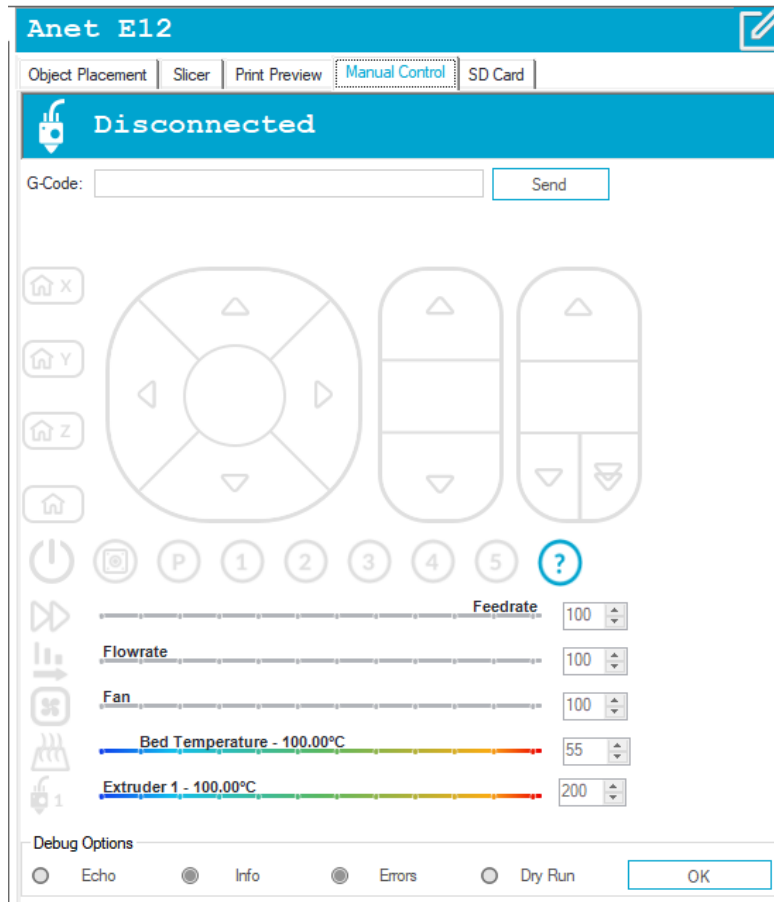 Anet E12
Object Placement Slicer Print Preview Manual Control SD Card
Disconnected
G-Code: Send
X
Y
Z
P 1 2 3 4 5 ?
Feedrate 100
Flowrate 100
Fan 100
Bed Temperature - 100.00°C 55
Extruder 1 - 100.00°C 200
1
Debug Options
Echo Info Errors Dry Run OK